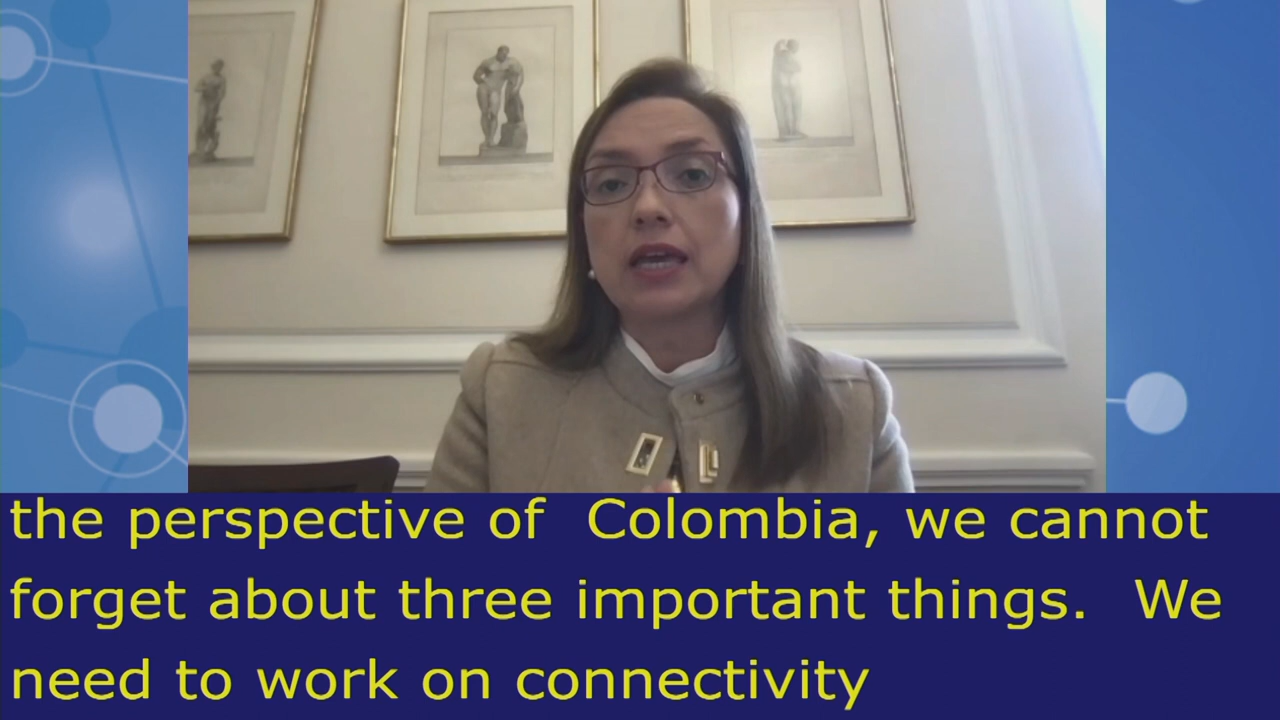 the perspective of  Colombia, we cannot
forget about three important things.  We
need to work on connectivity